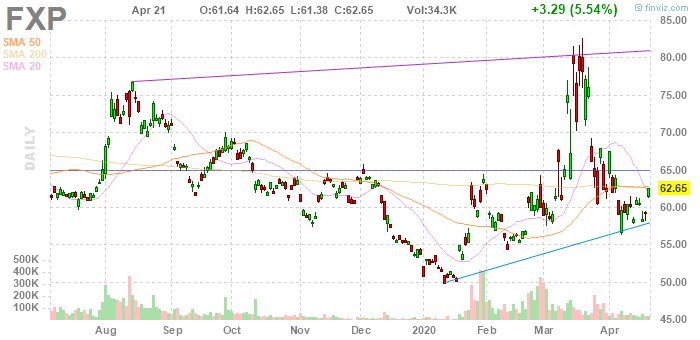 FXP
Apr 21 O:61.64 H:62.65 L:61.38 C:62.65 Vol:34.3K +3.29 (5.54%)
© finviz.com
SMA 50
SMA 200
SMA 20
DAILY
85.00
80.00
75.00
70.00
65.00
62.65
60.00
55.00
50.00
45.00
500K
400K
300K
200K
100K
Aug Sep Oct Nov Dec 2020 Feb Mar Apr